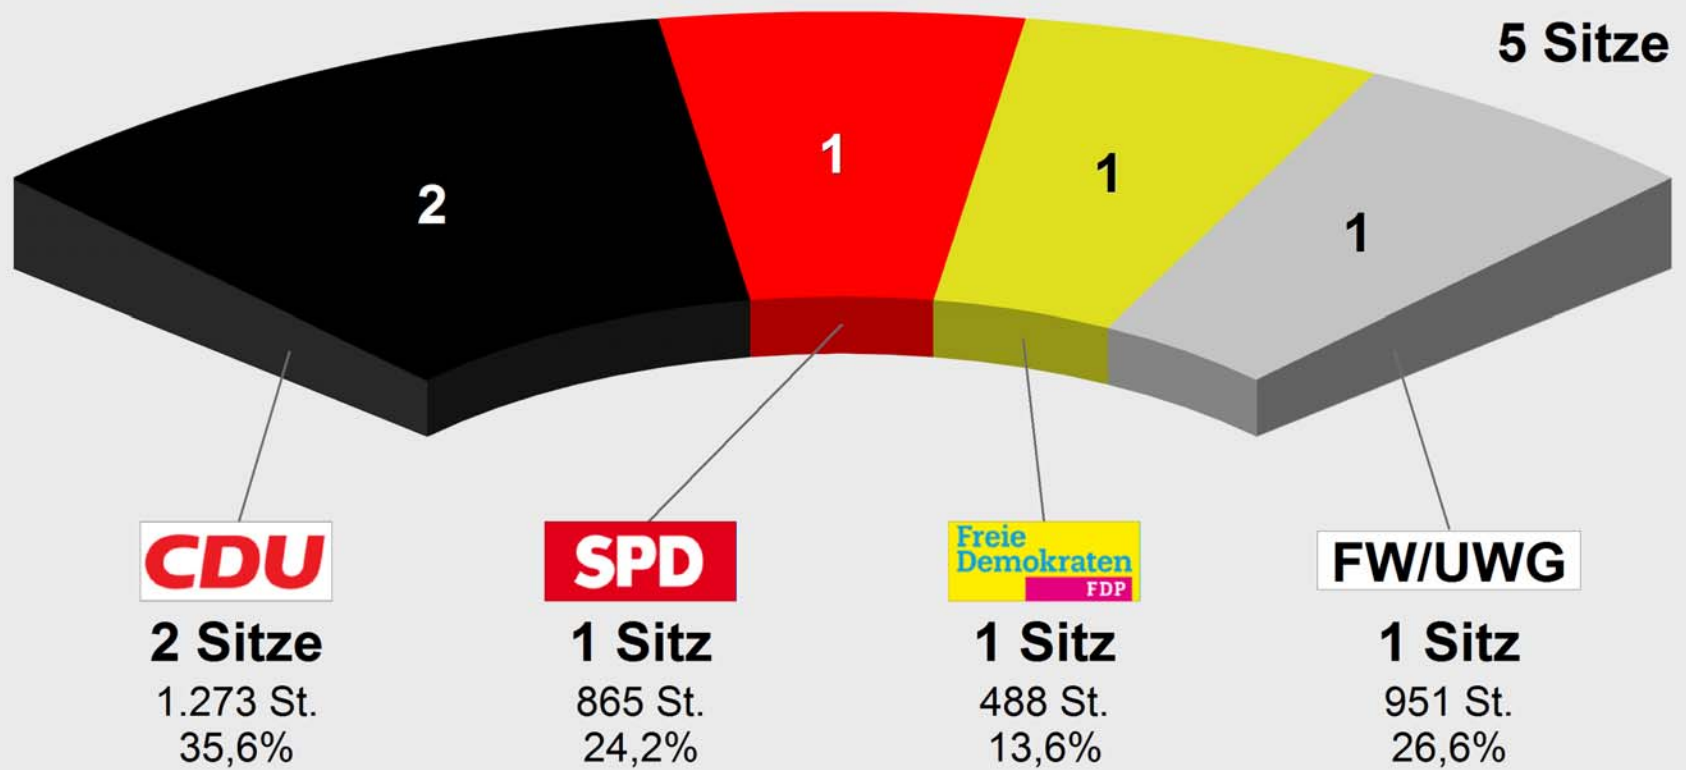 5 Sitze
2
1
1
1
CDU
2 Sitze
1.273 St.
35,6%
SPD
1 Sitz
865 St.
24,2%
Freie
Demokraten
FDP
1 Sitz
488 St.
13,6%
FW/UWG
1 Sitz
951 St.
26,6%